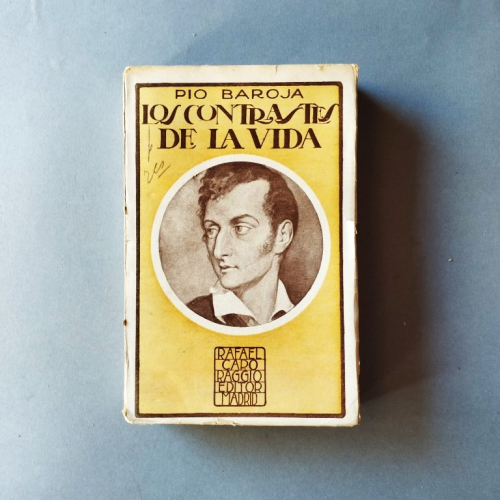 PIO BAROJA
LOS CONTRASTES
DE LA VIDA
RAFAEL
CARO
RAGGIO
EDITOR
MADRID